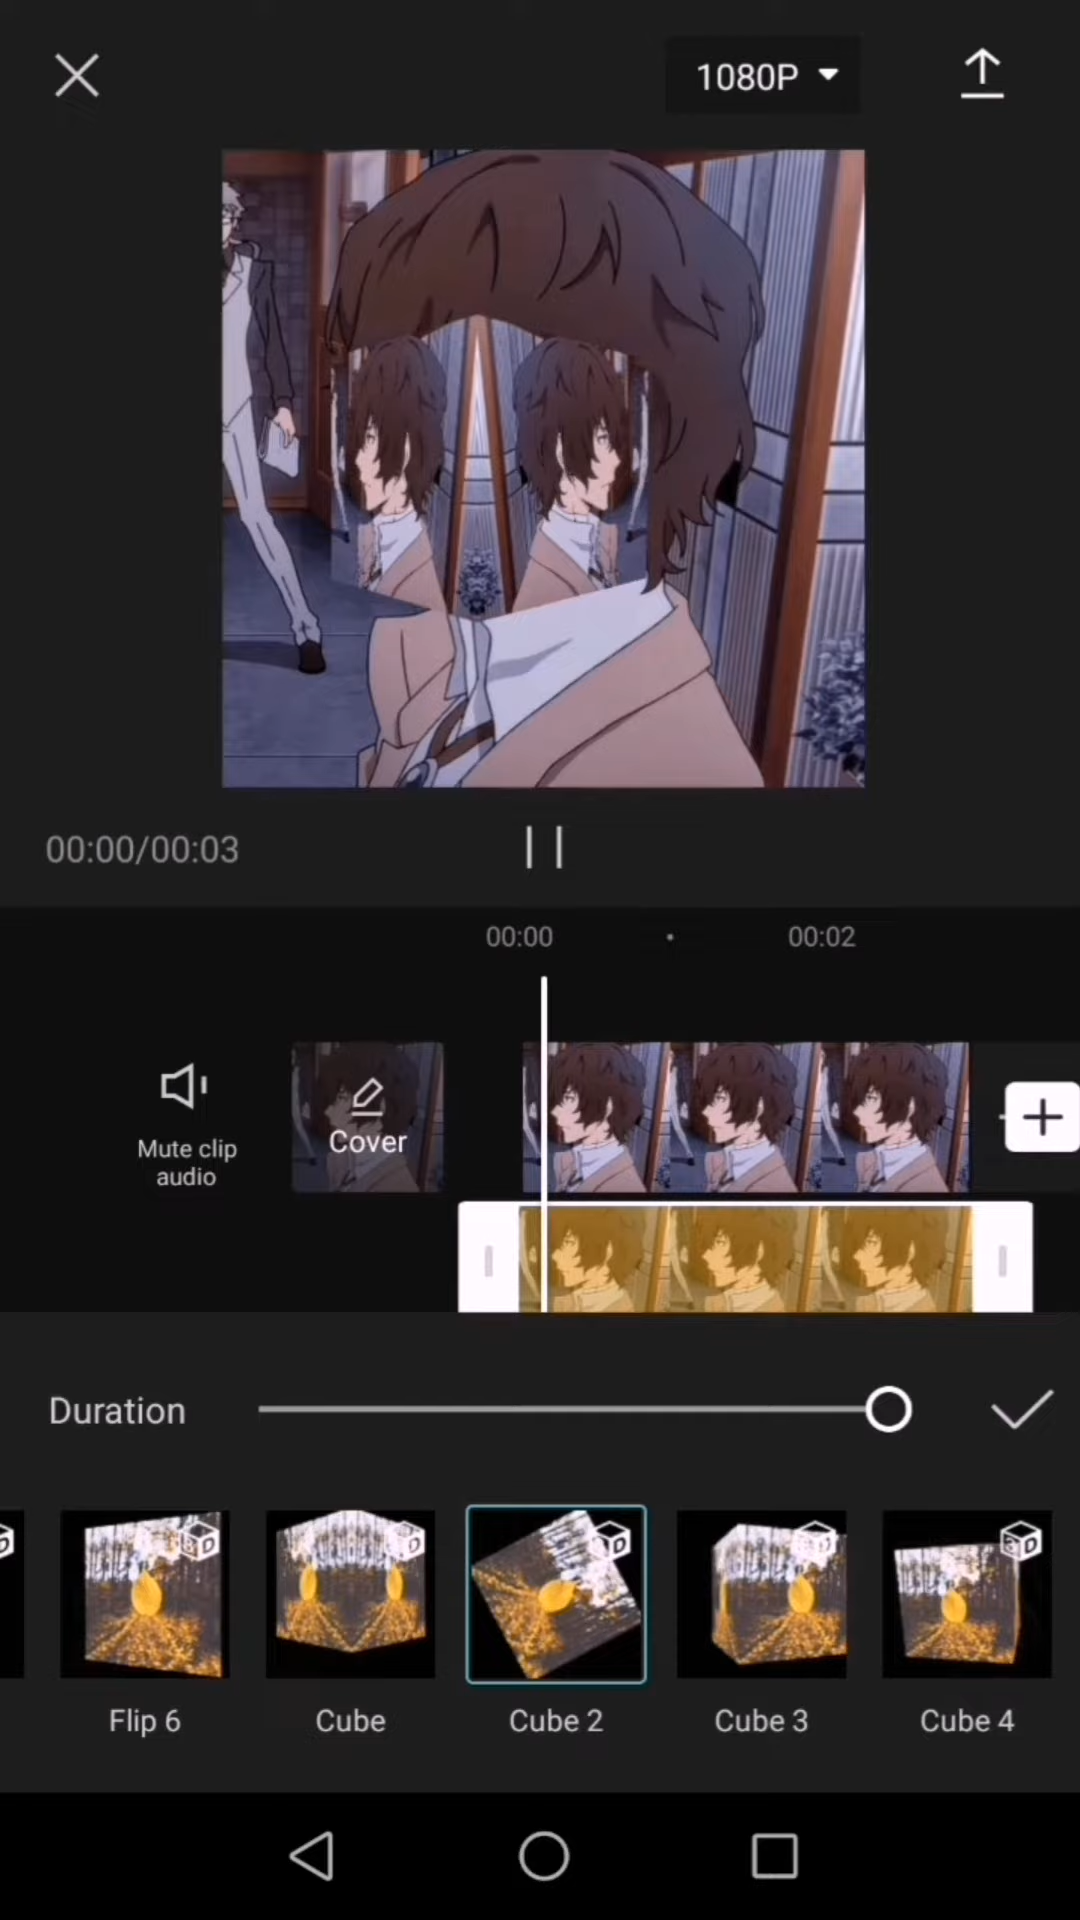 1080P
00:00/00:03
00:00
00:02
Mute clip
audio
Cover
Duration
Flip 6
Cube
Cube 2
Cube 3
Cube 4